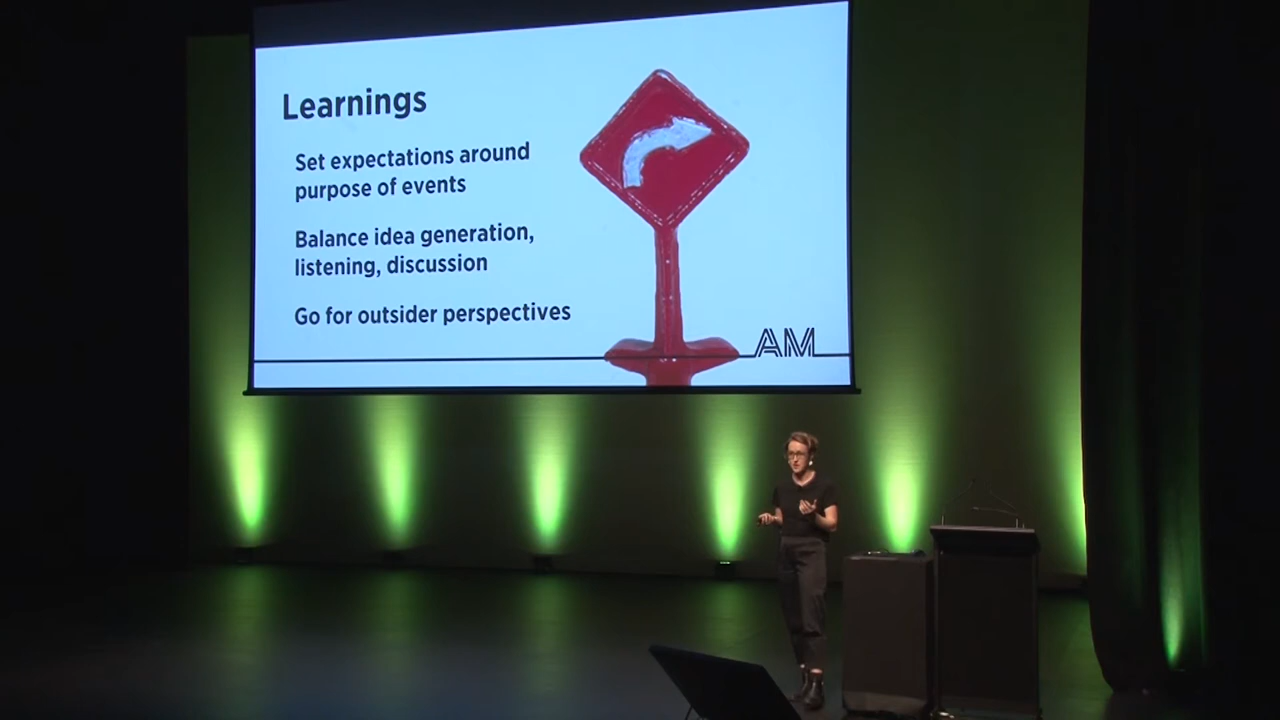 Learnings
Set expectations around
purpose of events
Balance idea generation,
listening, discussion
Go for outsider perspectives
AM